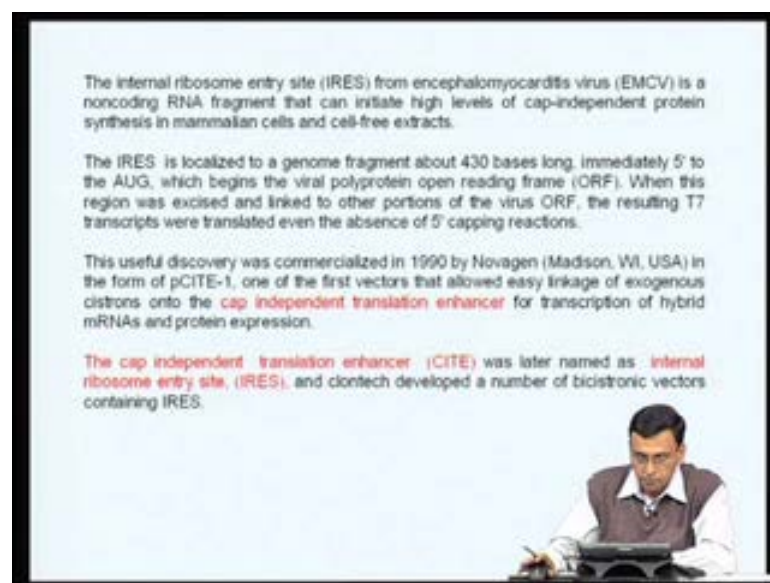 The internal ribosome entry site (IRES) from encephalomyocarditis virus (EMCV) is a
noncoding RNA fragment that can initiate high levels of cap-independent protein
synthesis in mammalian cells and cell-free extracts.
The IRES is localized to a genome fragment about 430 bases long, immediately 5' to
the AUG, which begins the viral polyprotein open reading frame (ORF). When this
region was excised and linked to other portions of the virus ORF, the resulting T7
transcripts were translated even the absence of 5' capping reactions.
This useful discovery was commercialized in 1990 by Novagen (Madison, WI, USA) in
the form of pCITE-1, one of the first vectors that allowed easy linkage of exogenous
cistrons onto the cap independent translation enhancer for transcription of hybrid
mRNAs and protein expression.
The cap independent translation enhancer (CITE) was later named as internal
ribosome entry site, (IRES), and clontech developed a number of bicistronic vectors
containing IRES.